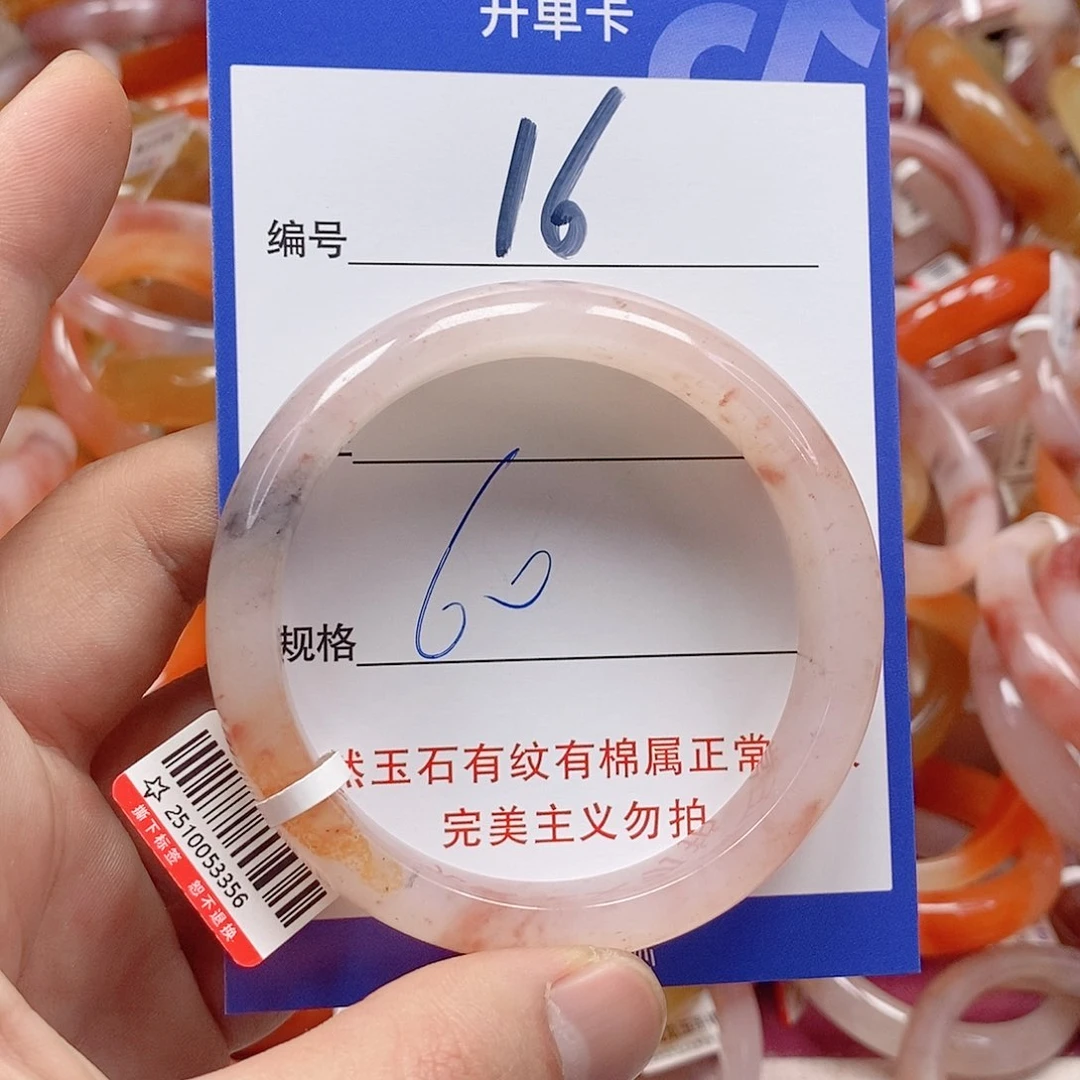 开单卡
编号 16
规格 60
然玉石有纹有棉属正常
完美主义勿拍
2510053356
撕下标签 恕不退换